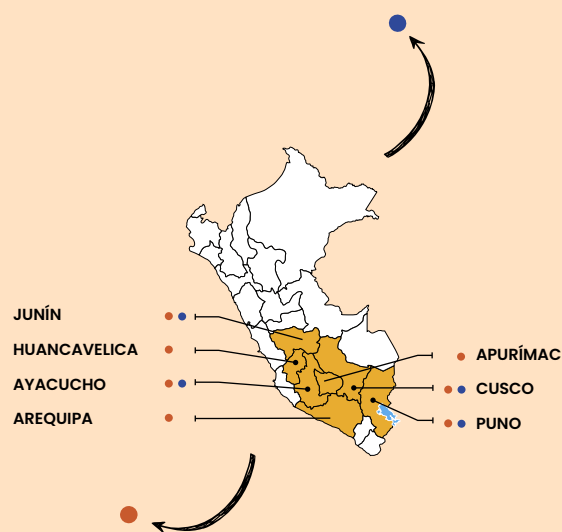 JUNÍN
HUANCAVELICA
AYACUCHO
AREQUIPA
APURÍMAC
CUSCO
PUNO